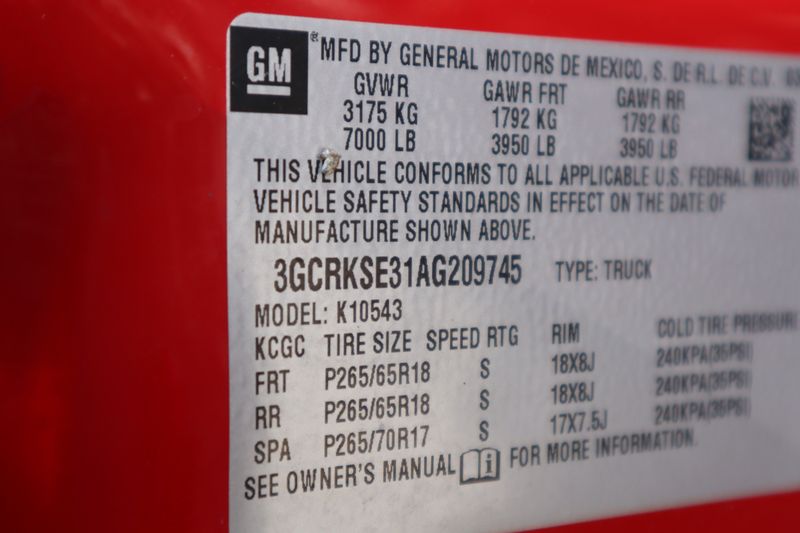 GM® MFD BY GENERAL MOTORS DE MEXICO, S. DE R.L. DE C.V.
GVWR GAWR FRT GAWR RR
3175 KG 1792 KG 1792 KG
7000 LB 3950 LB 3950 LB
THIS VEHICLE CONFORMS TO ALL APPLICABLE U.S. FEDERAL MOTOR
VEHICLE SAFETY STANDARDS IN EFFECT ON THE DATE OF
MANUFACTURE SHOWN ABOVE.
3GCRKSE31AG209745 TYPE: TRUCK
MODEL: K10543
KCGC TIRE SIZE SPEED RTG RIM COLD TIRE PRESSURE
FRT P265/65R18 S 18X8J 240KPA(35PSI)
RR P265/65R18 S 18X8J 240KPA(35PSI)
SPA P265/70R17 S 17X7.5J 240KPA(35PSI)
SEE OWNER'S MANUAL FOR MORE INFORMATION.